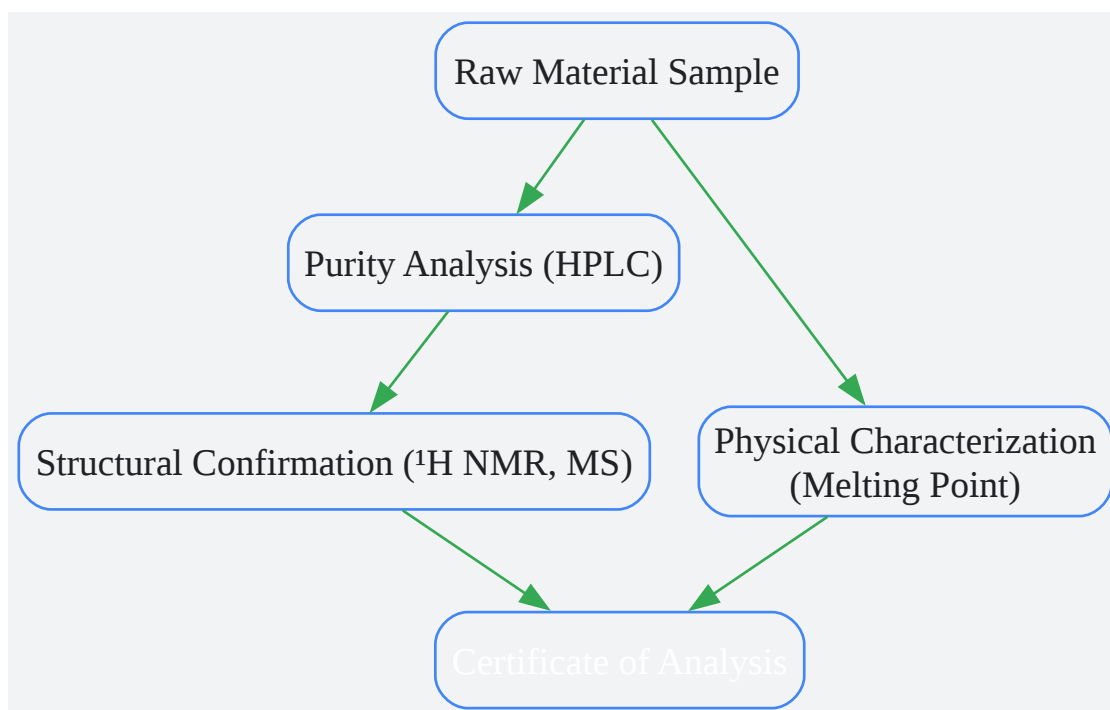 Raw Material Sample
Purity Analysis (HPLC)
Structural Confirmation (¹H NMR, MS)
Physical Characterization
(Melting Point)
Certificate of Analysis